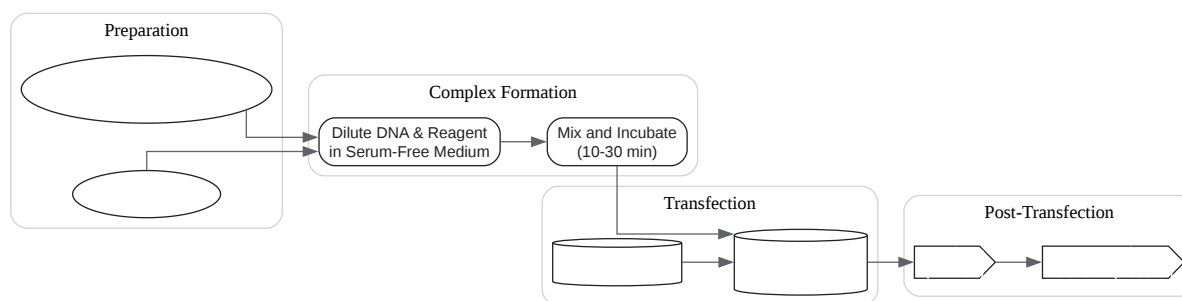 Preparation
Complex Formation
Dilute DNA & Reagent
in Serum-Free Medium
Mix and Incubate
(10-30 min)
Transfection
Post-Transfection